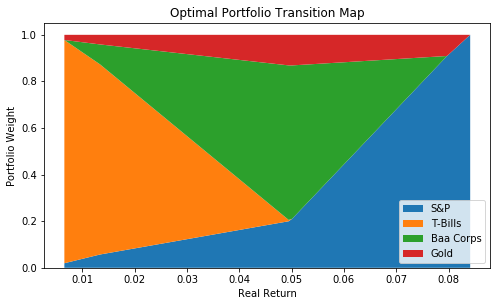 Optimal Portfolio Transition Map
Portfolio Weight
1.0
0.8
0.6
0.4
0.2
0.0
S&P
T-Bills
Baa Corps
Gold
0.01 0.02 0.03 0.04 0.05 0.06 0.07 0.08
Real Return